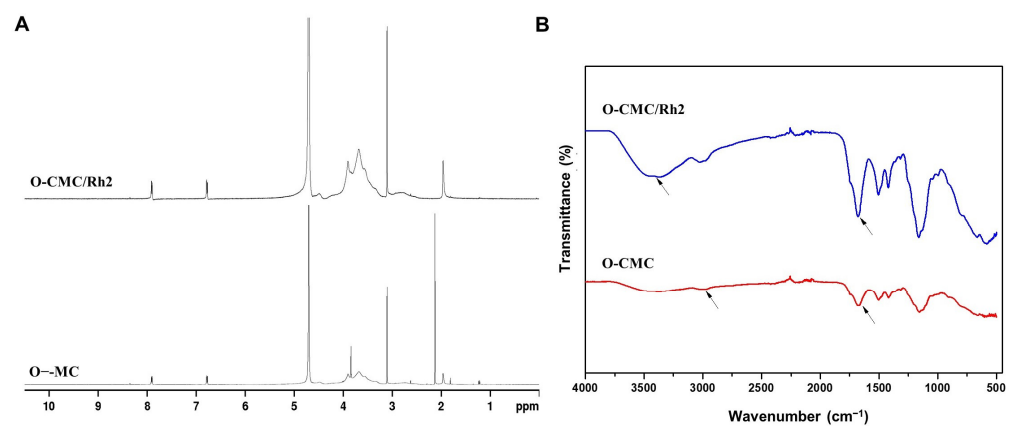 A
O-CMC/Rh2
O−-MC
10 9 8 7 6 5 4 3 2 1 ppm
B
O-CMC/Rh2
O-CMC
Transmittance (%)
4000 3500 3000 2500 2000 1500 1000 500
Wavenumber (cm⁻¹)